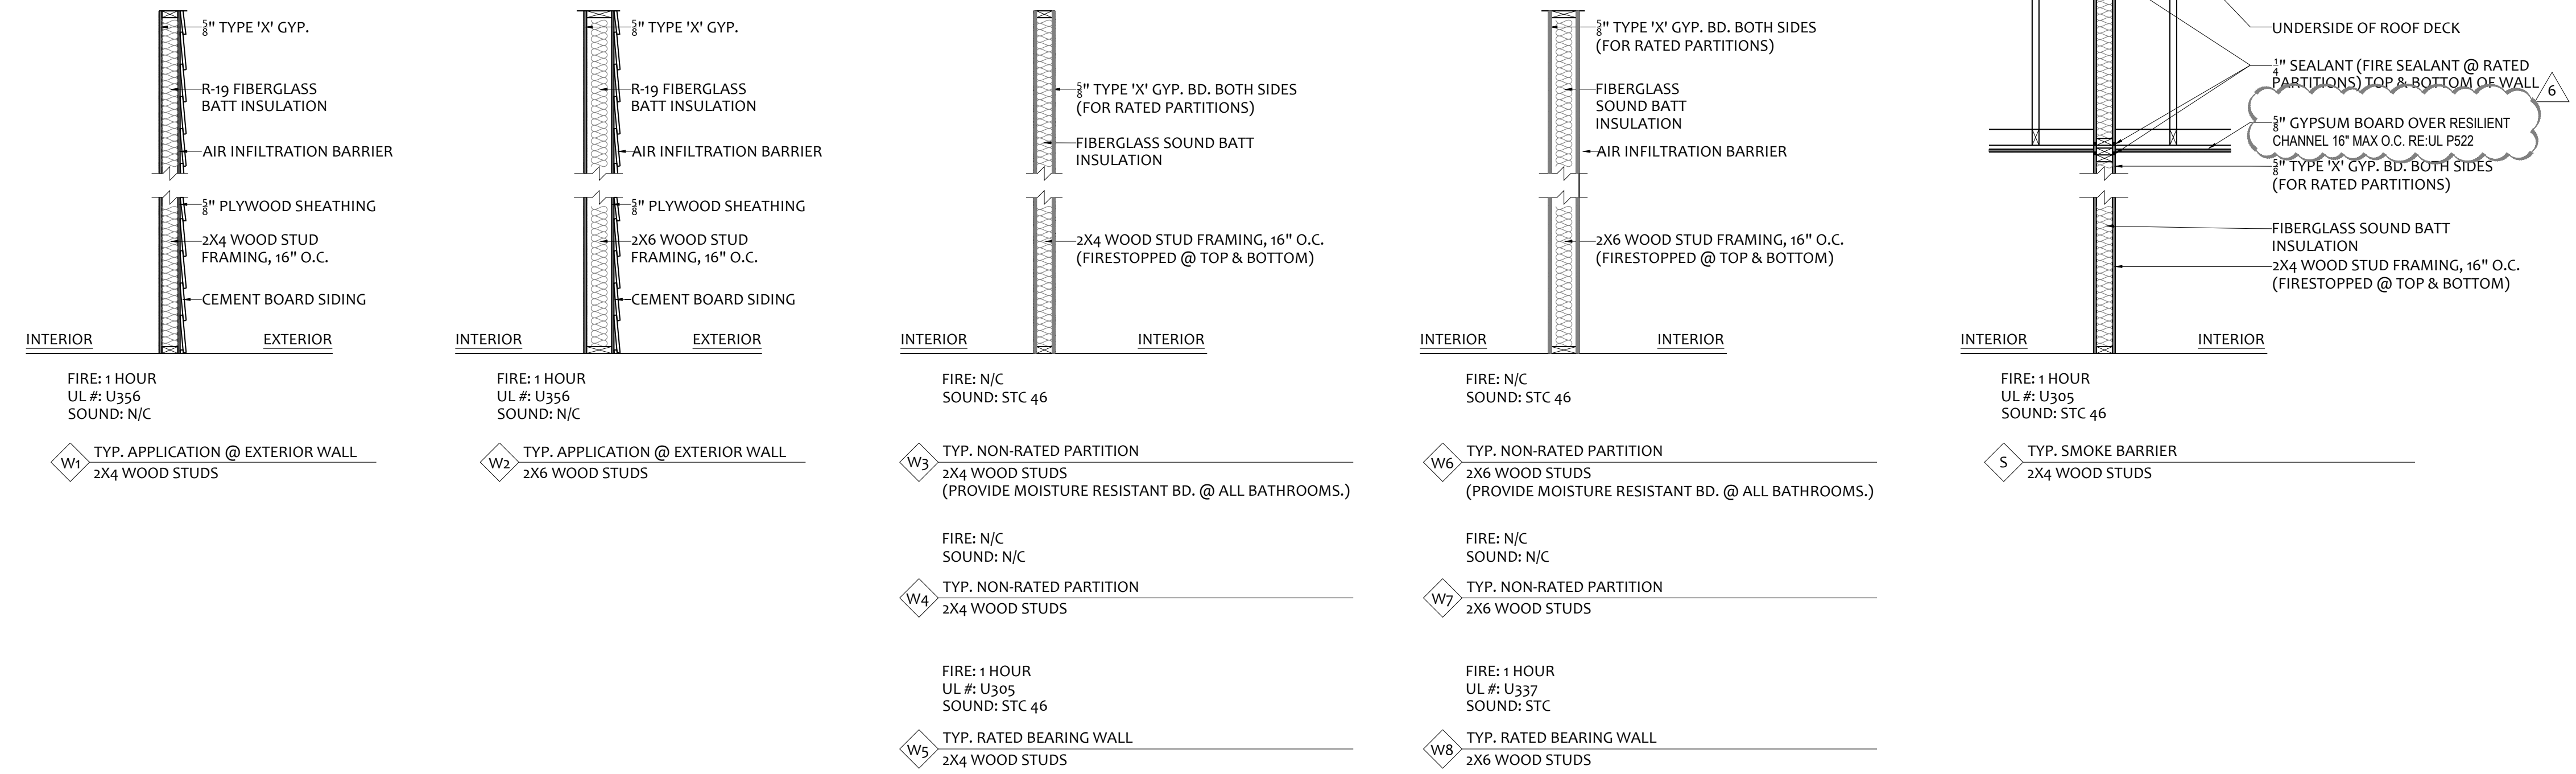 5/8" TYPE 'X' GYP.
R-19 FIBERGLASS
BATT INSULATION
AIR INFILTRATION BARRIER
5/8" PLYWOOD SHEATHING
2X4 WOOD STUD
FRAMING, 16" O.C.
CEMENT BOARD SIDING
INTERIOR
EXTERIOR
FIRE: 1 HOUR
UL #: U356
SOUND: N/C
W1
TYP. APPLICATION @ EXTERIOR WALL
2X4 WOOD STUDS
5/8" TYPE 'X' GYP.
R-19 FIBERGLASS
BATT INSULATION
AIR INFILTRATION BARRIER
5/8" PLYWOOD SHEATHING
2X6 WOOD STUD
FRAMING, 16" O.C.
CEMENT BOARD SIDING
INTERIOR
EXTERIOR
FIRE: 1 HOUR
UL #: U356
SOUND: N/C
W2
TYP. APPLICATION @ EXTERIOR WALL
2X6 WOOD STUDS
5/8" TYPE 'X' GYP. BD. BOTH SIDES
(FOR RATED PARTITIONS)
FIBERGLASS SOUND BATT
INSULATION
2X4 WOOD STUD FRAMING, 16" O.C.
(FIRESTOPPED @ TOP & BOTTOM)
INTERIOR
INTERIOR
FIRE: N/C
SOUND: STC 46
W3
TYP. NON-RATED PARTITION
2X4 WOOD STUDS
(PROVIDE MOISTURE RESISTANT BD. @ ALL BATHROOMS.)
FIRE: N/C
SOUND: N/C
W4
TYP. NON-RATED PARTITION
2X4 WOOD STUDS
FIRE: 1 HOUR
UL #: U305
SOUND: STC 46
W5
TYP. RATED BEARING WALL
2X4 WOOD STUDS
5/8" TYPE 'X' GYP. BD. BOTH SIDES
(FOR RATED PARTITIONS)
FIBERGLASS
SOUND BATT
INSULATION
AIR INFILTRATION BARRIER
2X6 WOOD STUD FRAMING, 16" O.C.
(FIRESTOPPED @ TOP & BOTTOM)
INTERIOR
INTERIOR
FIRE: N/C
SOUND: STC 46
W6
TYP. NON-RATED PARTITION
2X6 WOOD STUDS
(PROVIDE MOISTURE RESISTANT BD. @ ALL BATHROOMS.)
FIRE: N/C
SOUND: N/C
W7
TYP. NON-RATED PARTITION
2X6 WOOD STUDS
FIRE: 1 HOUR
UL #: U337
SOUND: STC
W8
TYP. RATED BEARING WALL
2X6 WOOD STUDS
UNDERSIDE OF ROOF DECK
1/4" SEALANT (FIRE SEALANT @ RATED
PARTITIONS) TOP & BOTTOM OF WALL
6
5/8" GYPSUM BOARD OVER RESILIENT
CHANNEL 16" MAX O.C. RE:UL P522
5/8" TYPE 'X' GYP. BD. BOTH SIDES
(FOR RATED PARTITIONS)
FIBERGLASS SOUND BATT
INSULATION
2X4 WOOD STUD FRAMING, 16" O.C.
(FIRESTOPPED @ TOP & BOTTOM)
INTERIOR
INTERIOR
FIRE: 1 HOUR
UL #: U305
SOUND: STC 46
S
TYP. SMOKE BARRIER
2X4 WOOD STUDS